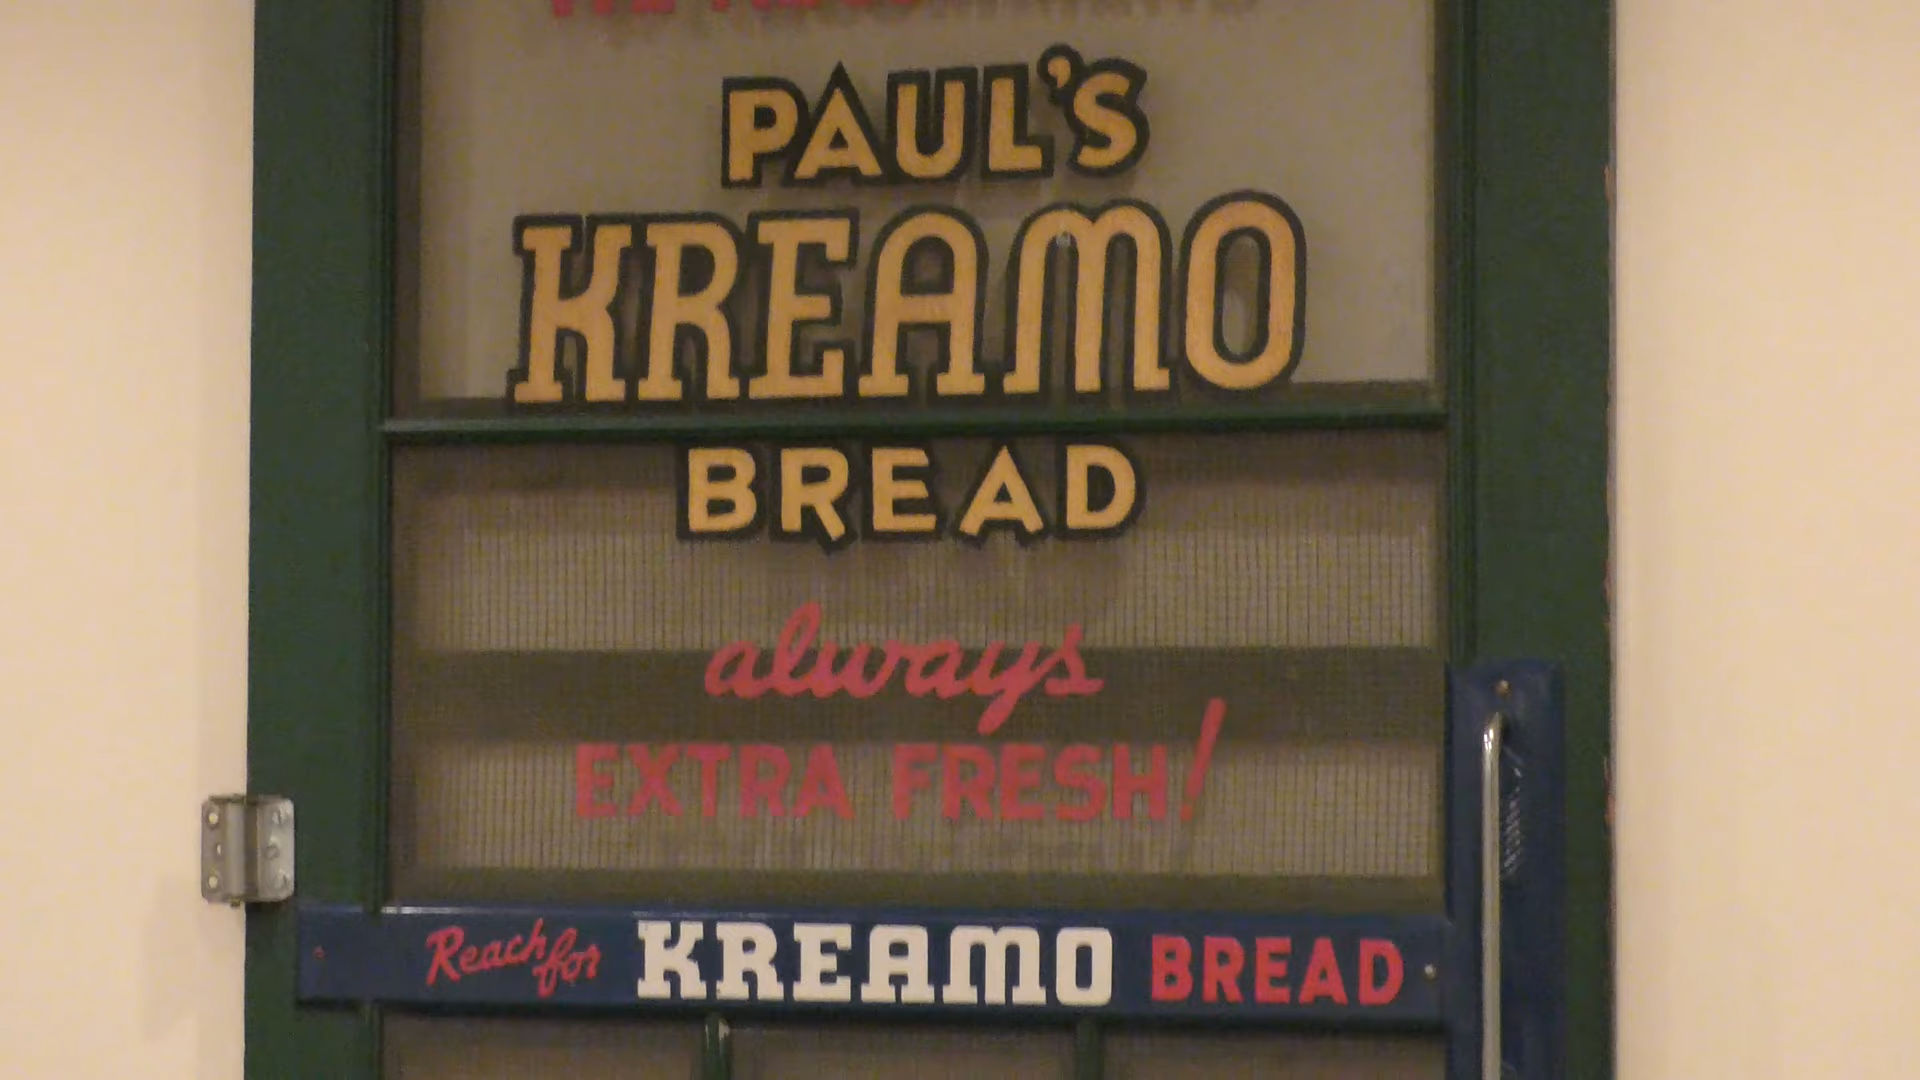 PAUL'S
KREAMO
BREAD
always
EXTRA FRESH!
Reach for KREAMO BREAD